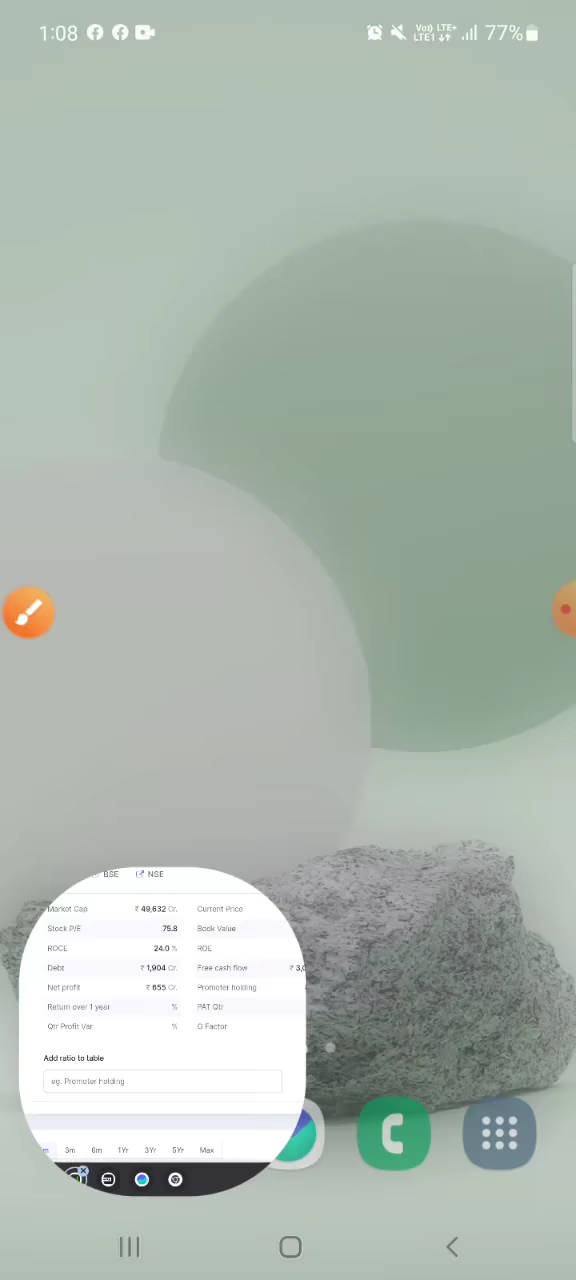 1:08 Vo) LTE+ LTE1 77%
BSE NSE
Market Cap ₹ 49,632 Cr. Current Price
Stock P/E 75.8 Book Value
ROCE 24.0 % ROE
Debt ₹ 1,904 Cr. Free cash flow ₹ 3,0
Net profit ₹ 655 Cr. Promoter holding
Return over 1 year % PAT Qtr
Qtr Profit Var % G Factor
Add ratio to table
eg. Promoter holding
m 3m 6m 1Yr 3Yr 5Yr Max